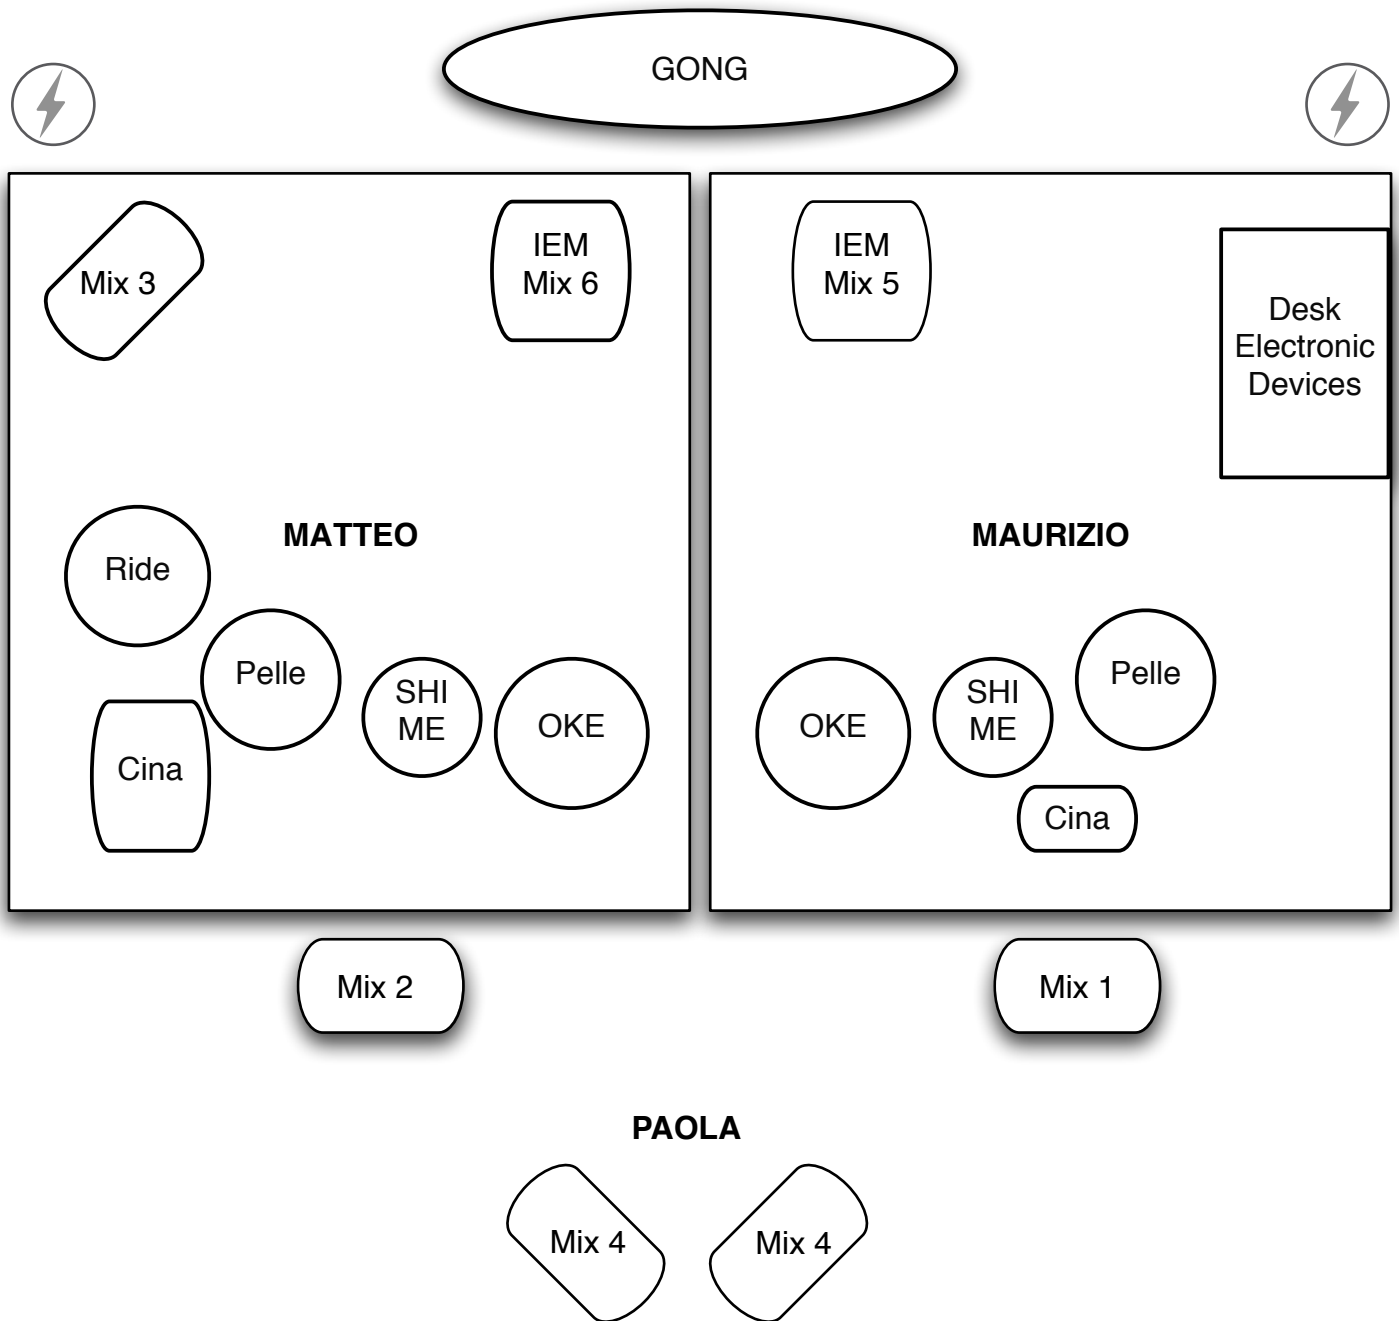 GONG
Mix 3
IEM
Mix 6
IEM
Mix 5
Desk
Electronic
Devices
MATTEO
MAURIZIO
Ride
Pelle
SHI
ME
OKE
Cina
OKE
SHI
ME
Pelle
Cina
Mix 2
Mix 1
PAOLA
Mix 4
Mix 4